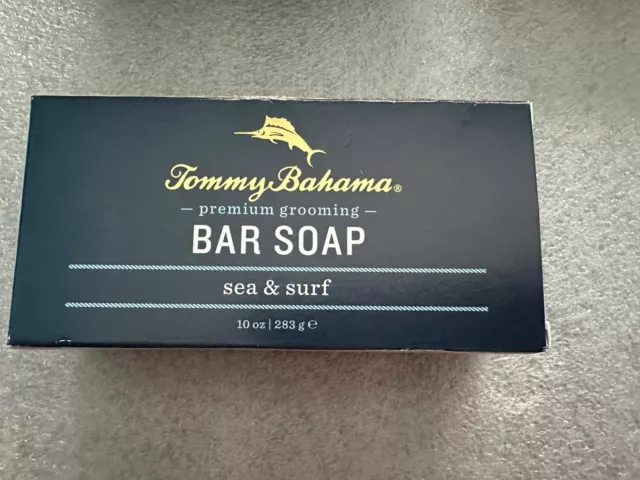 Tommy Bahama®
— premium grooming —
BAR SOAP
sea & surf
10 oz | 283 g ℮